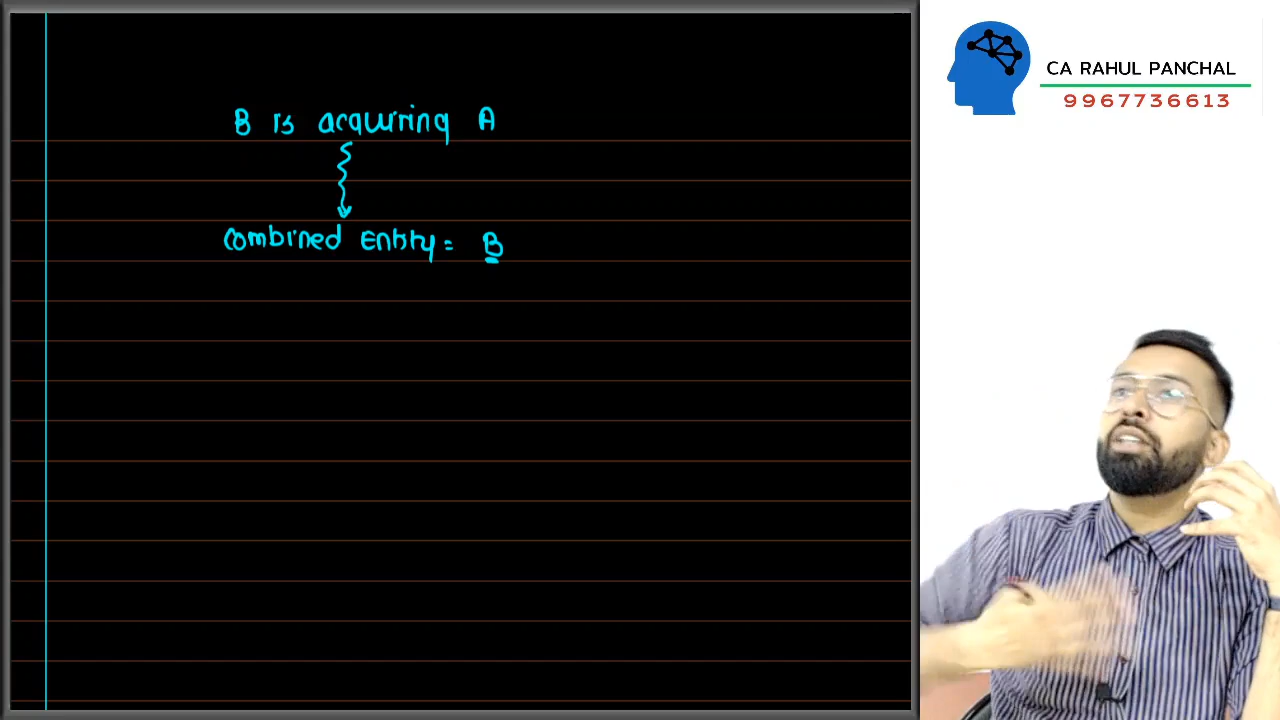 B is acquiring A
Combined Entity = B
CA RAHUL PANCHAL
9967736613